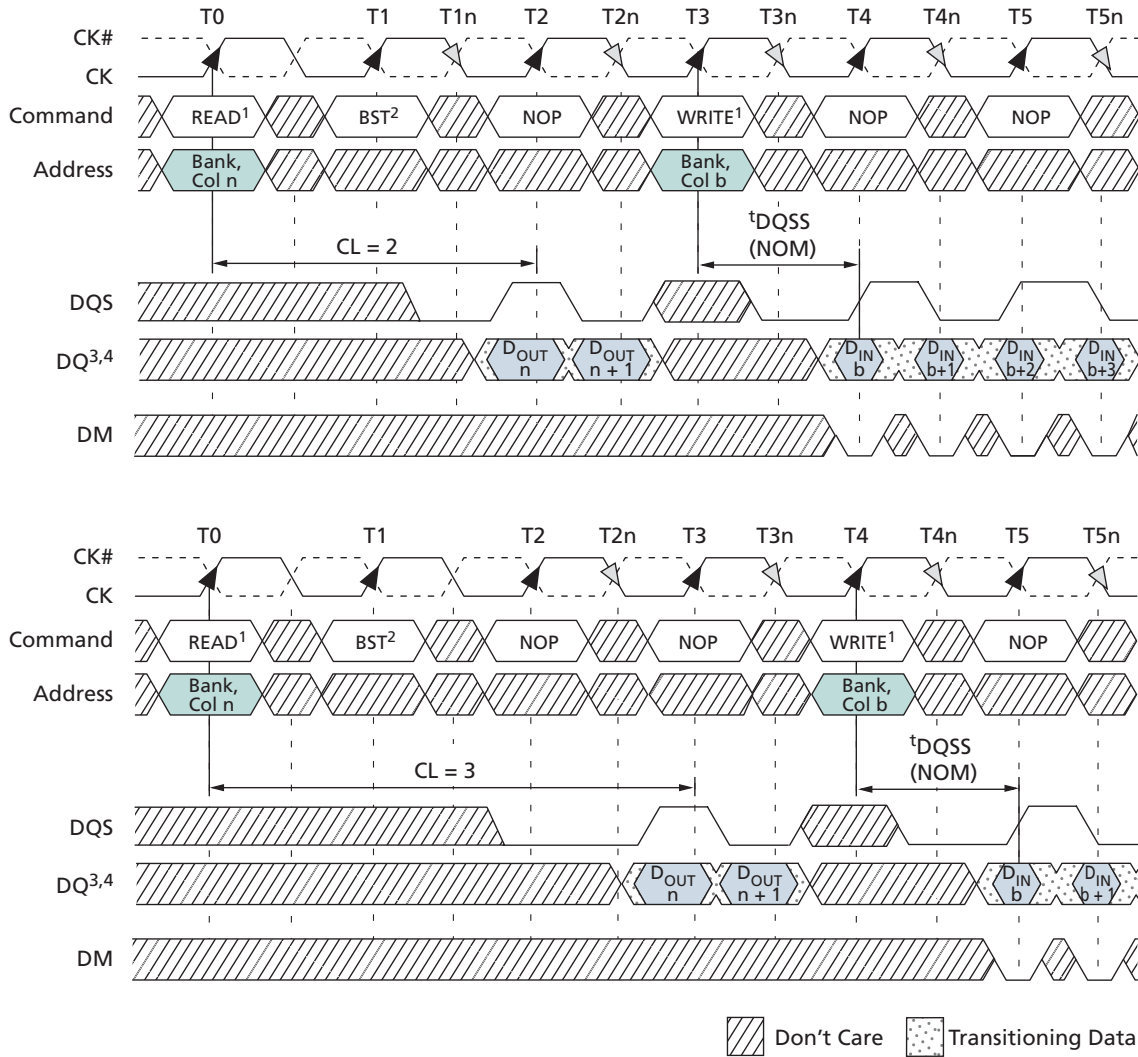 T0 T1 T1n T2 T2n T3 T3n T4 T4n T5 T5n
CK#
CK
Command READ¹ BST² NOP WRITE¹ NOP NOP
Address Bank, Col n Bank, Col b
CL = 2
tDQSS
(NOM)
DQS
DQ³,⁴ DOUT n DOUT n + 1 DIN b DIN b+1 DIN b+2 DIN b+3
DM
T0 T1 T2 T2n T3 T3n T4 T4n T5 T5n
CK#
CK
Command READ¹ BST² NOP NOP WRITE¹ NOP
Address Bank, Col n Bank, Col b
CL = 3
tDQSS
(NOM)
DQS
DQ³,⁴ DOUT n DOUT n + 1 DIN b DIN b + 1
DM
Don't Care Transitioning Data